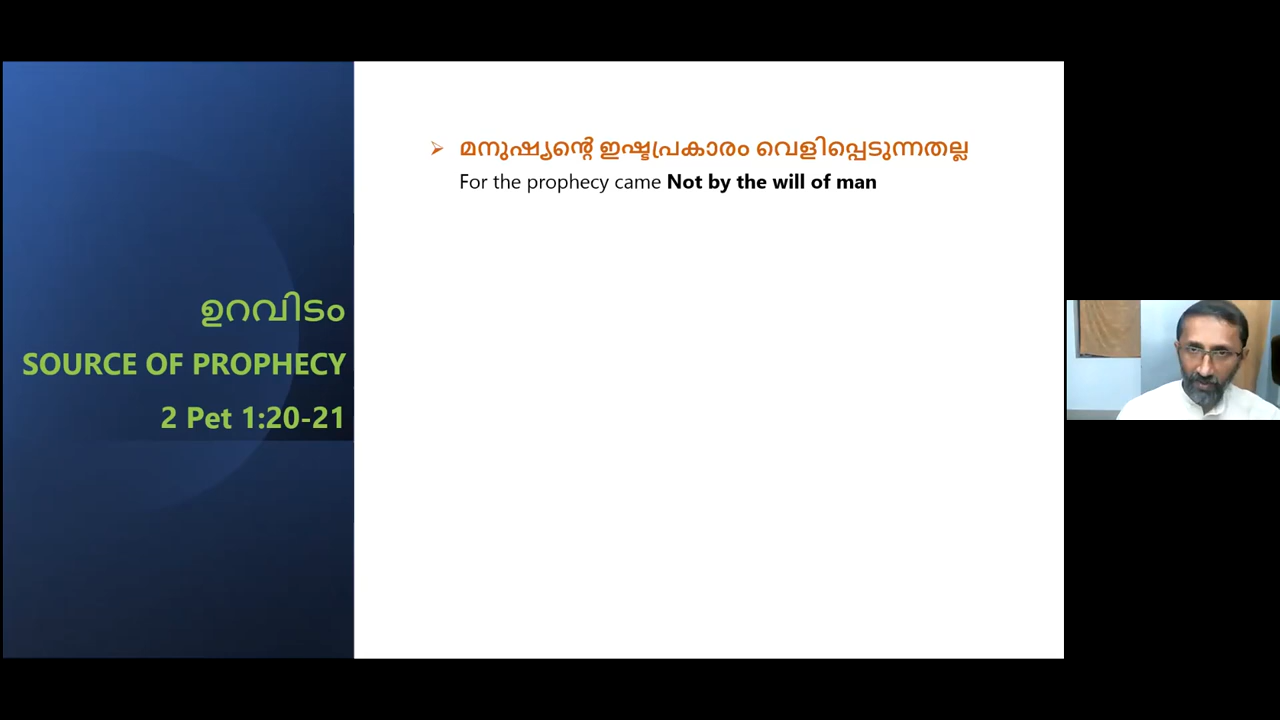 ഉറവിടം
SOURCE OF PROPHECY
2 Pet 1:20-21
മനുഷ്യന്റെ ഇഷ്ടപ്രകാരം വെളിപ്പെടുന്നതല്ല
For the prophecy came Not by the will of man